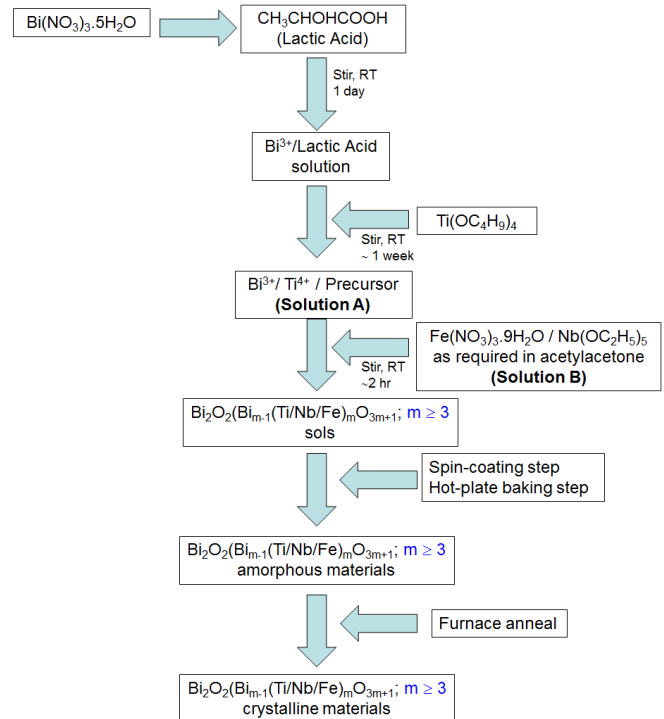 Bi(NO₃)₃.5H₂O
CH₃CHOHCOOH
(Lactic Acid)
Stir, RT
1 day
Bi³⁺/Lactic Acid
solution
Ti(OC₄H₉)₄
Stir, RT
~ 1 week
Bi³⁺/ Ti⁴⁺ / Precursor
(Solution A)
Fe(NO₃)₃.9H₂O / Nb(OC₂H₅)₅
as required in acetylacetone
(Solution B)
Stir, RT
~2 hr
Bi₂O₂(Biₘ₋₁(Ti/Nb/Fe)ₘO₃ₘ₊₁; m ≥ 3
sols
Spin-coating step
Hot-plate baking step
Bi₂O₂(Biₘ₋₁(Ti/Nb/Fe)ₘO₃ₘ₊₁; m ≥ 3
amorphous materials
Furnace anneal
Bi₂O₂(Biₘ₋₁(Ti/Nb/Fe)ₘO₃ₘ₊₁; m ≥ 3
crystalline materials